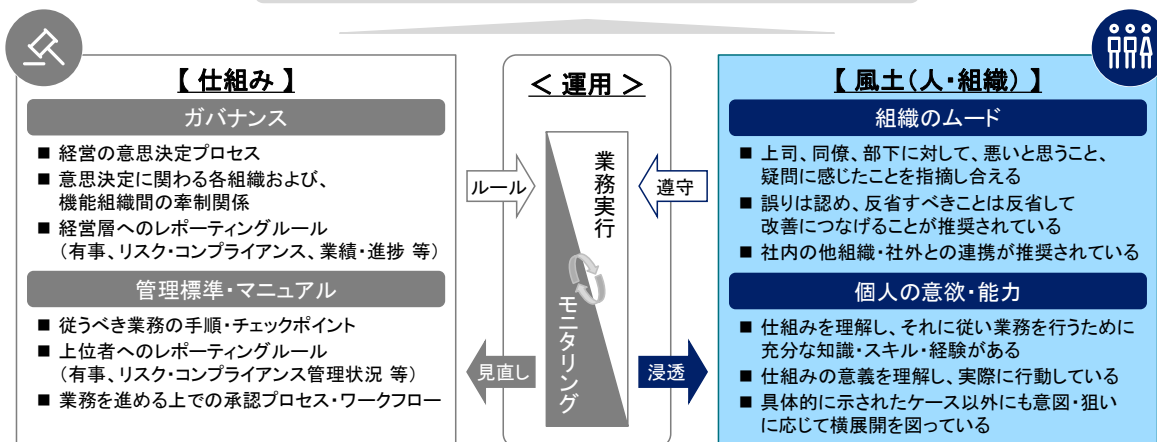 【 仕組み 】
ガバナンス
■ 経営の意思決定プロセス
■ 意思決定に関わる各組織および、
機能組織間の牽制関係
■ 経営層へのレポーティングルール
(有事、リスク・コンプライアンス、業績・進捗 等)
管理標準・マニュアル
■ 従うべき業務の手順・チェックポイント
■ 上位者へのレポーティングルール
(有事、リスク・コンプライアンス管理状況 等)
■ 業務を進める上での承認プロセス・ワークフロー
＜ 運用 ＞
ルール
業務実行
遵守
見直し
モニタリング
浸透
【 風土(人・組織) 】
組織のムード
■ 上司、同僚、部下に対して、悪いと思うこと、
疑問に感じたことを指摘し合える
■ 誤りは認め、反省すべきことは反省して
改善につなげることが推奨されている
■ 社内の他組織・社外との連携が推奨されている
個人の意欲・能力
■ 仕組みを理解し、それに従い業務を行うために
充分な知識・スキル・経験がある
■ 仕組みの意義を理解し、実際に行動している
■ 具体的に示されたケース以外にも意図・狙い
に応じて横展開を図っている